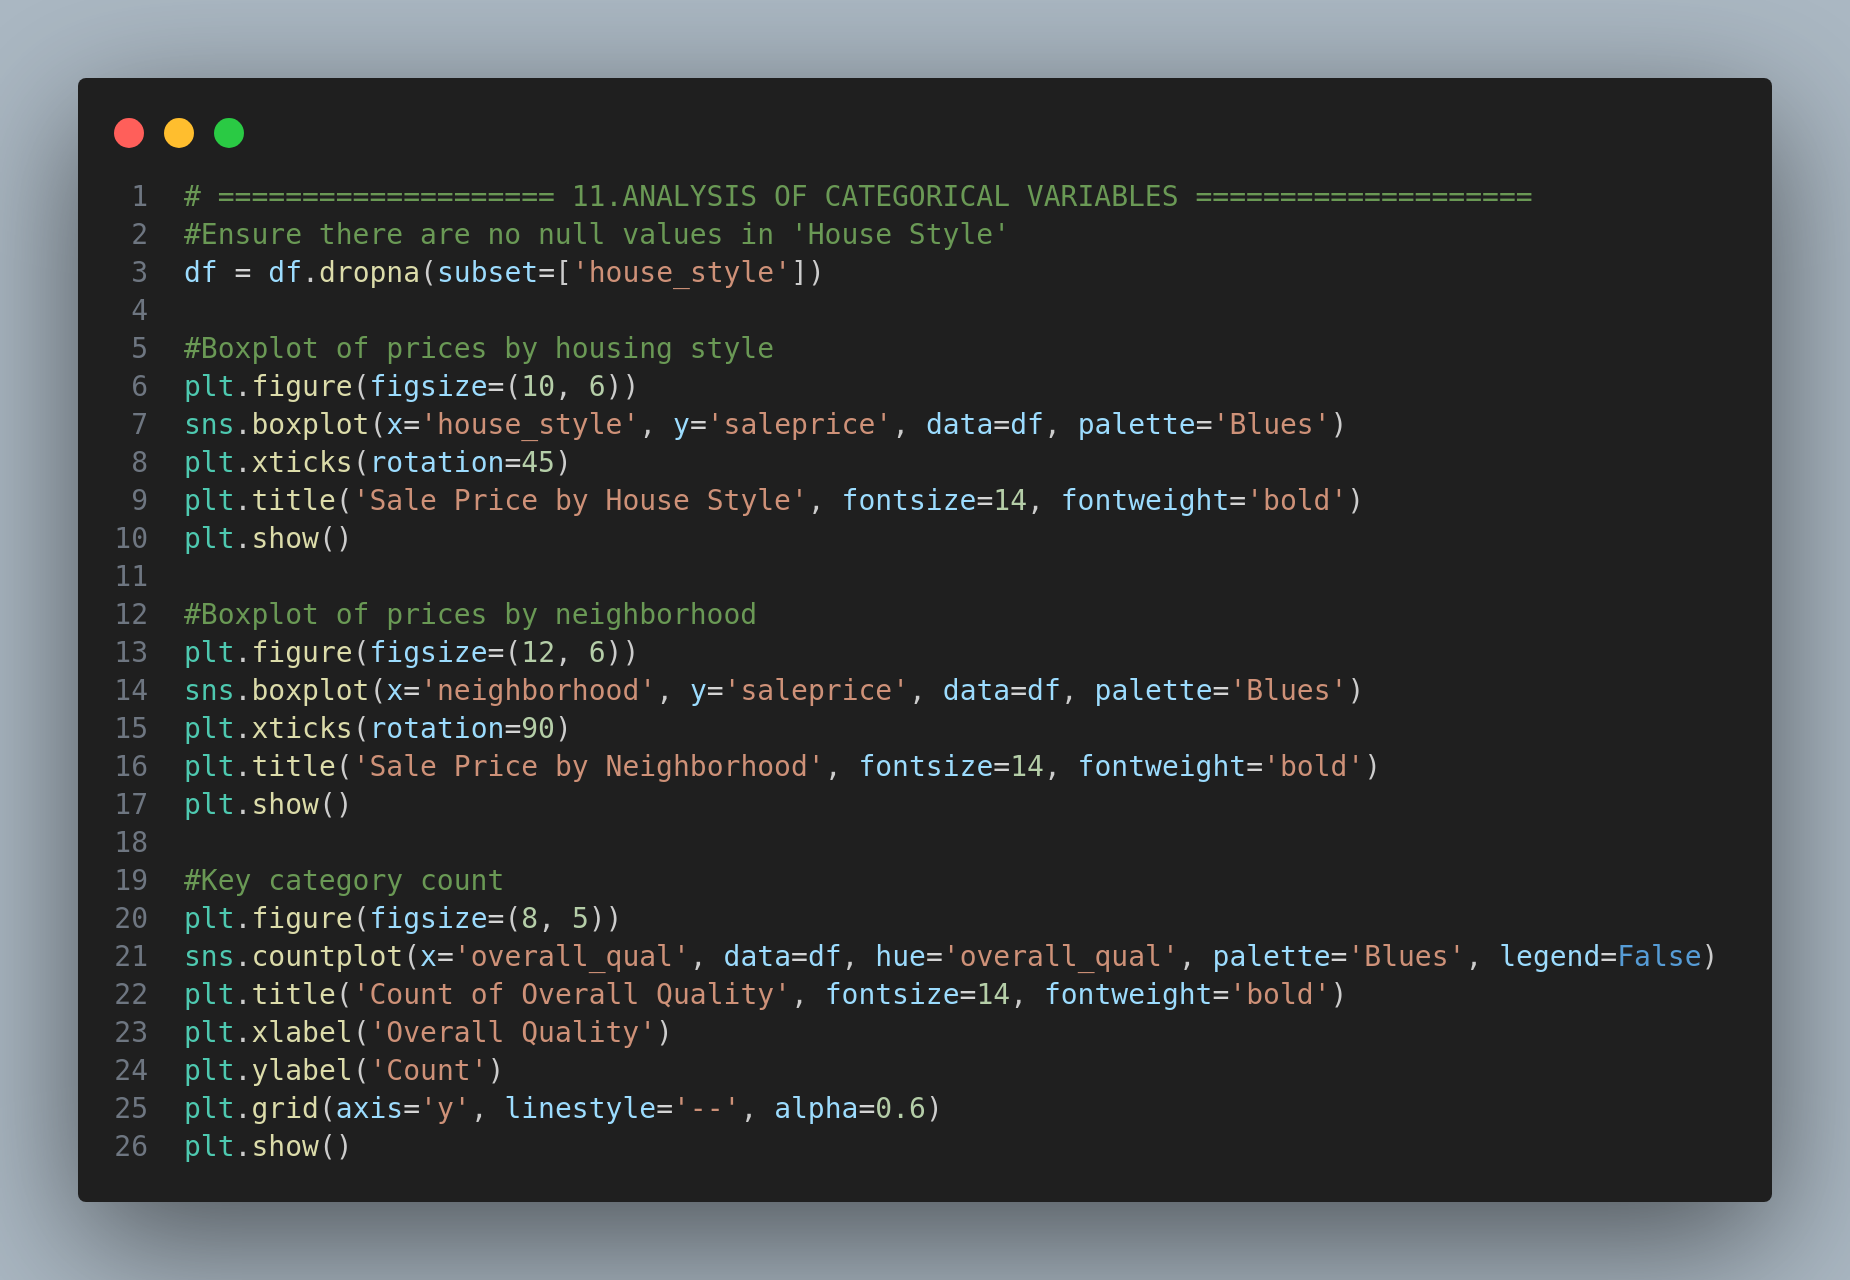 1 # ==================== 11.ANALYSIS OF CATEGORICAL VARIABLES ====================
2 #Ensure there are no null values in 'House Style'
3 df = df.dropna(subset=['house_style'])
4
5 #Boxplot of prices by housing style
6 plt.figure(figsize=(10, 6))
7 sns.boxplot(x='house_style', y='saleprice', data=df, palette='Blues')
8 plt.xticks(rotation=45)
9 plt.title('Sale Price by House Style', fontsize=14, fontweight='bold')
10 plt.show()
11
12 #Boxplot of prices by neighborhood
13 plt.figure(figsize=(12, 6))
14 sns.boxplot(x='neighborhood', y='saleprice', data=df, palette='Blues')
15 plt.xticks(rotation=90)
16 plt.title('Sale Price by Neighborhood', fontsize=14, fontweight='bold')
17 plt.show()
18
19 #Key category count
20 plt.figure(figsize=(8, 5))
21 sns.countplot(x='overall_qual', data=df, hue='overall_qual', palette='Blues', legend=False)
22 plt.title('Count of Overall Quality', fontsize=14, fontweight='bold')
23 plt.xlabel('Overall Quality')
24 plt.ylabel('Count')
25 plt.grid(axis='y', linestyle='--', alpha=0.6)
26 plt.show()